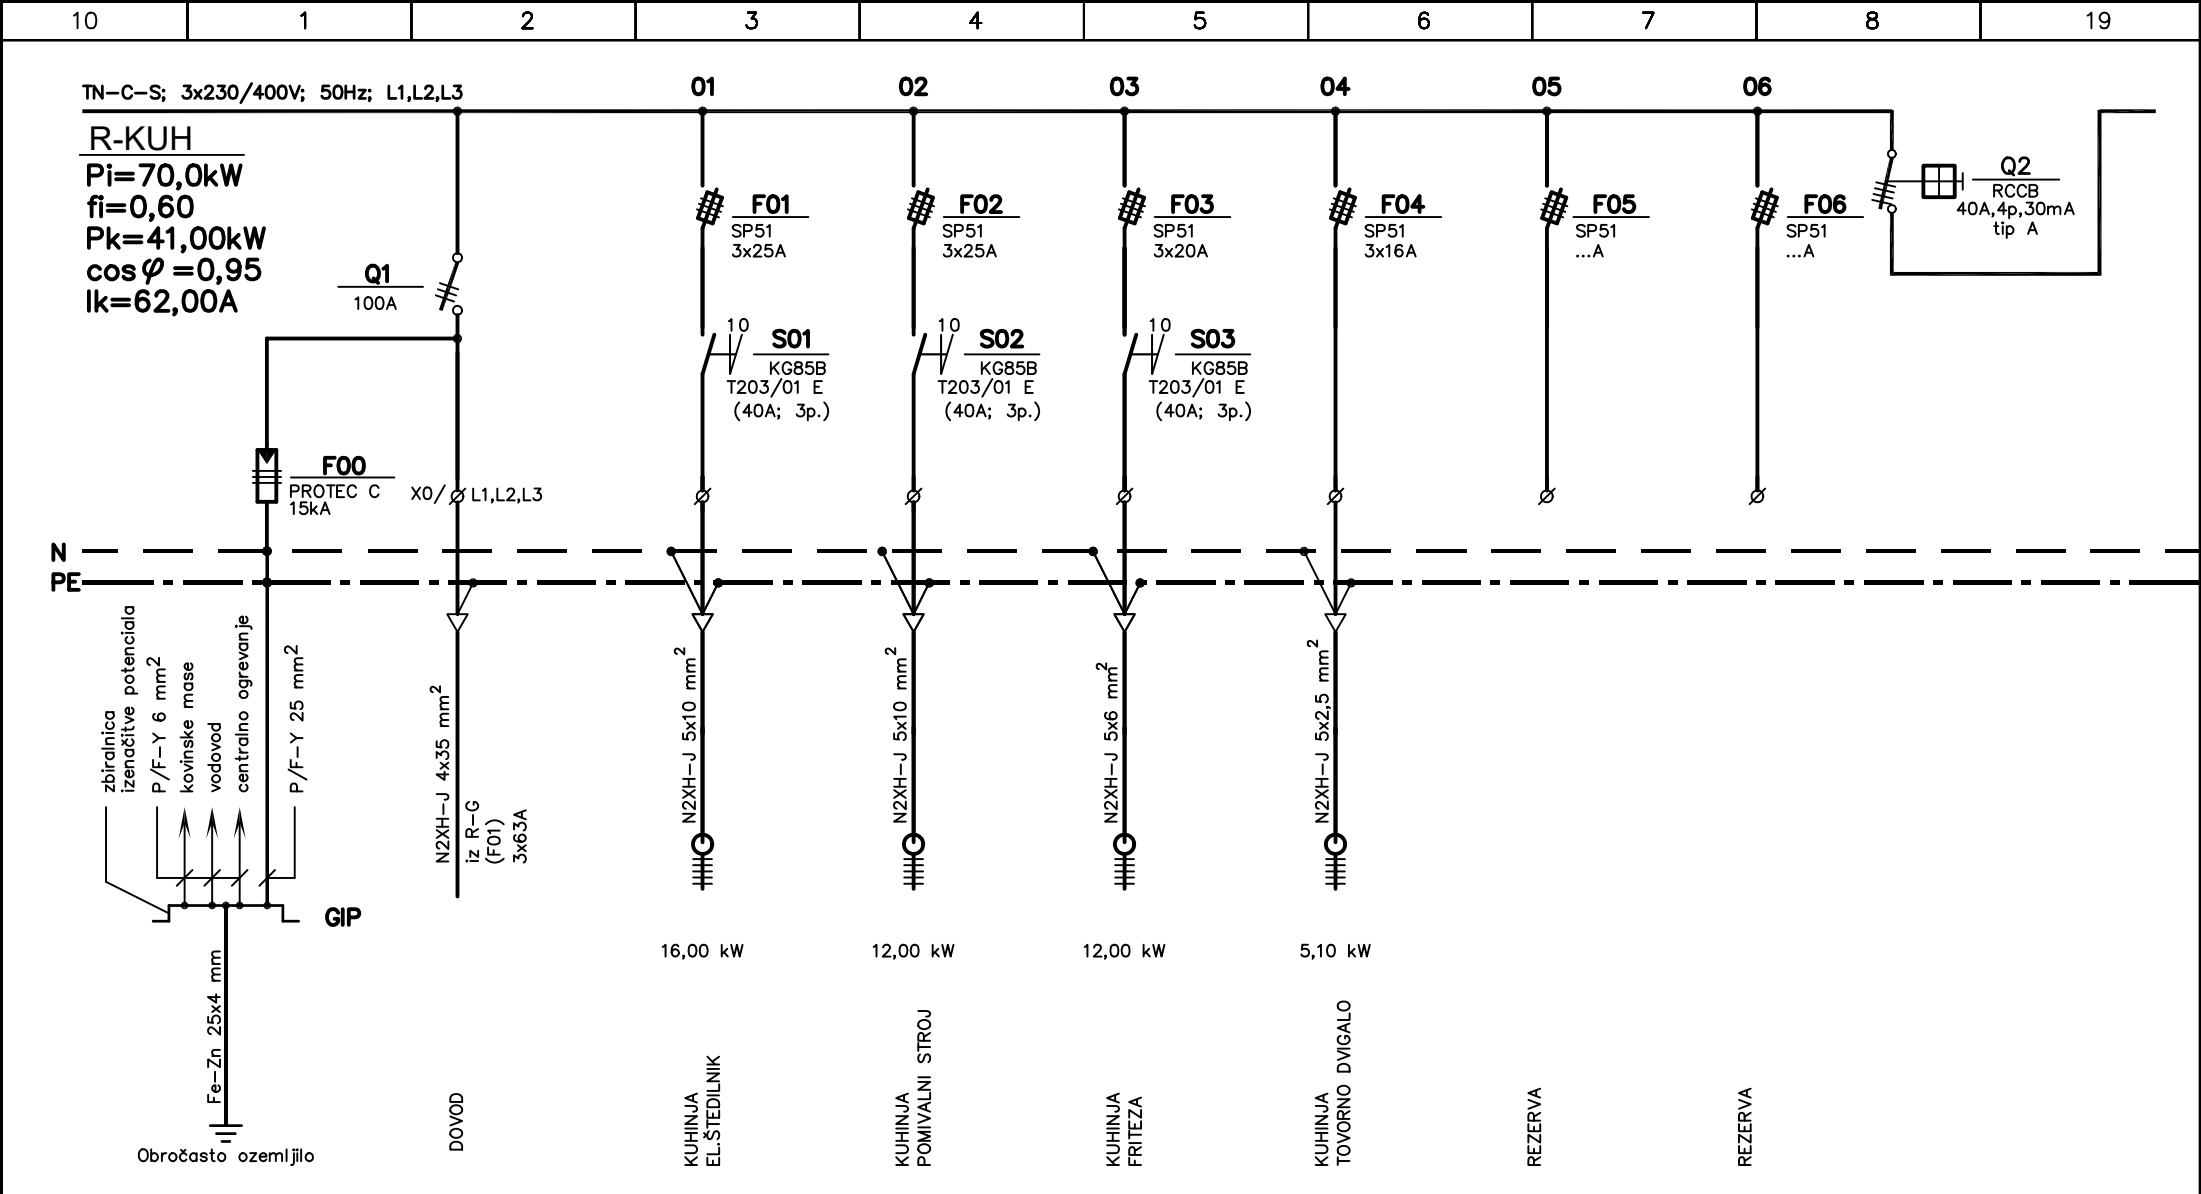 10 1 2 3 4 5 6 7 8 19
TN-C-S; 3x230/400V; 50Hz; L1,L2,L3
01 02 03 04 05 06
R-KUH
Pi=70,0kW
fi=0,60
Pk=41,00kW
cosφ=0,95
Ik=62,00A
Q1
100A
F00
PROTEC C
15kA
X0/ L1,L2,L3
F01
SP51
3x25A
10
S01
KG85B
T203/01 E
(40A; 3p.)
F02
SP51
3x25A
10
S02
KG85B
T203/01 E
(40A; 3p.)
F03
SP51
3x20A
10
S03
KG85B
T203/01 E
(40A; 3p.)
F04
SP51
3x16A
F05
SP51
...A
F06
SP51
...A
Q2
RCCB
40A,4p,30mA
tip A
N
PE
zbiralnica
izenačitve potenciala
P/F-Y 6 mm2
kovinske mase
vodovod
centralno ogrevanje
P/F-Y 25 mm2
GIP
Fe-Zn 25x4 mm
Obročasto ozemljilo
N2XH-J 4x35 mm2
iz R-G
(F01)
3x63A
DOVOD
N2XH-J 5x10 mm2
16,00 kW
KUHINJA
EL.ŠTEDILNIK
N2XH-J 5x10 mm2
12,00 kW
KUHINJA
POMIVALNI STROJ
N2XH-J 5x6 mm2
12,00 kW
KUHINJA
FRITEZA
N2XH-J 5x2,5 mm2
5,10 kW
KUHINJA
TOVORNO DVIGALO
REZERVA
REZERVA